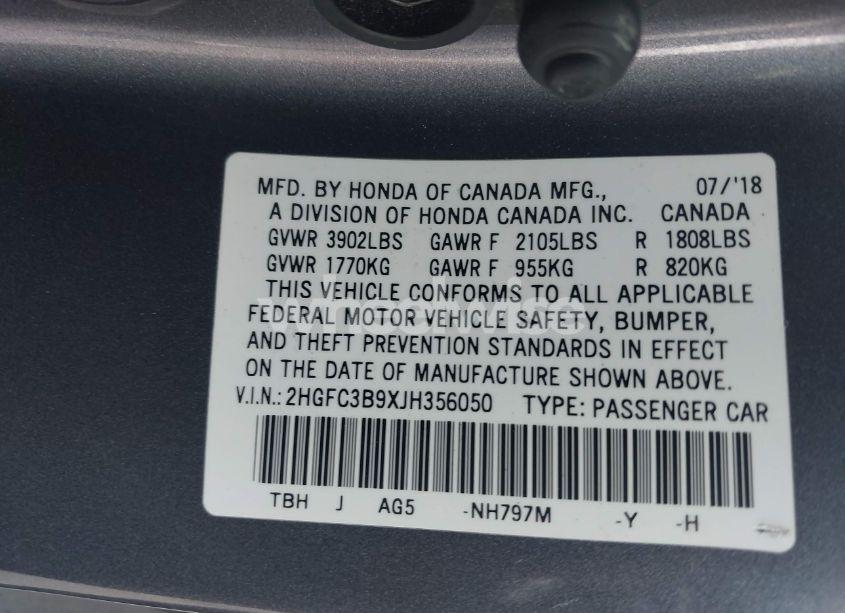 MFD. BY HONDA OF CANADA MFG., 07/'18
A DIVISION OF HONDA CANADA INC. CANADA
GVWR 3902LBS GAWR F 2105LBS R 1808LBS
GVWR 1770KG GAWR F 955KG R 820KG
THIS VEHICLE CONFORMS TO ALL APPLICABLE
FEDERAL MOTOR VEHICLE SAFETY, BUMPER,
AND THEFT PREVENTION STANDARDS IN EFFECT
ON THE DATE OF MANUFACTURE SHOWN ABOVE.
V.I.N.: 2HGFC3B9XJH356050 TYPE: PASSENGER CAR
TBH J AG5 -NH797M -Y -H